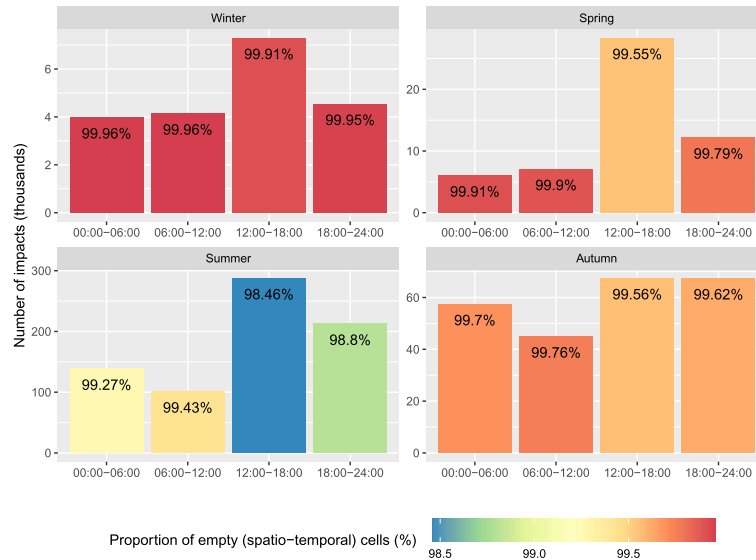 Winter
Spring
Number of impacts (thousands)
6
4
2
0
99.96%
99.96%
99.91%
99.95%
00:00−06:00 06:00−12:00 12:00−18:00 18:00−24:00
20
10
0
99.91%
99.9%
99.55%
99.79%
00:00−06:00 06:00−12:00 12:00−18:00 18:00−24:00
Summer
Autumn
300
200
100
0
99.27%
99.43%
98.46%
98.8%
00:00−06:00 06:00−12:00 12:00−18:00 18:00−24:00
60
40
20
0
99.7%
99.76%
99.56%
99.62%
00:00−06:00 06:00−12:00 12:00−18:00 18:00−24:00
Proportion of empty (spatio−temporal) cells (%)
98.5 99.0 99.5